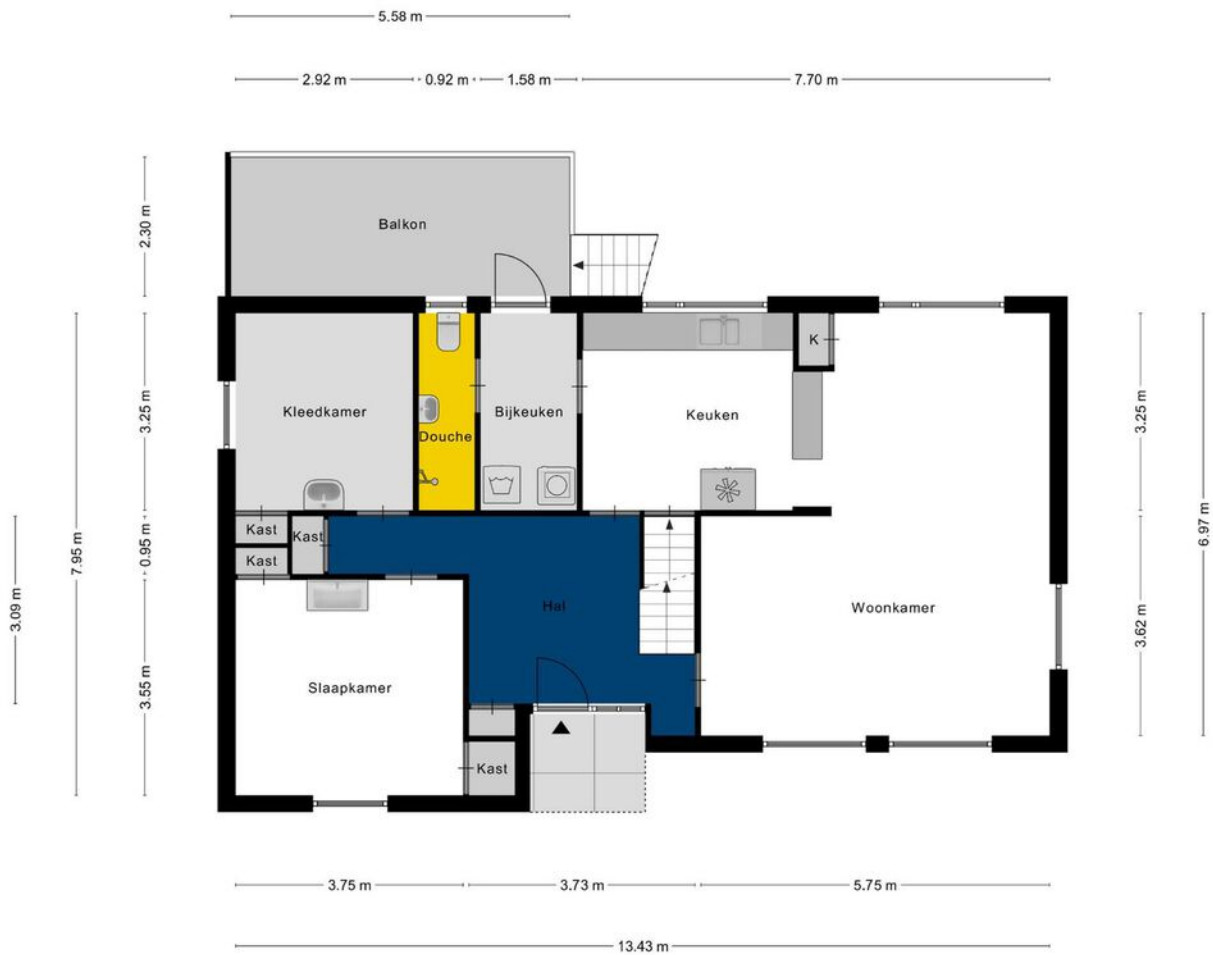 5.58 m
2.92 m
0.92 m
1.58 m
7.70 m
2.30 m
Balkon
3.25 m
Kleedkamer
Douche
Bijkeuken
Keuken
K
3.25 m
6.97 m
7.95 m
0.95 m
3.09 m
Kast
Kast
Kast
Hal
Woonkamer
3.62 m
3.55 m
Slaapkamer
Kast
3.75 m
3.73 m
5.75 m
13.43 m